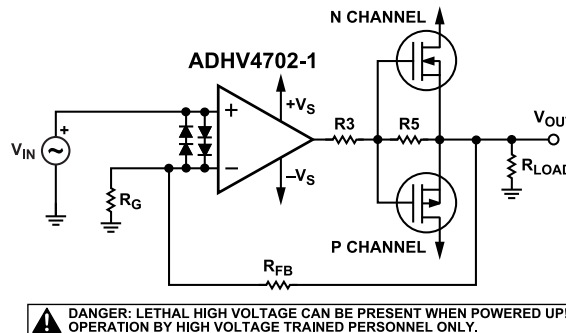 N CHANNEL
ADHV4702-1
+VS
R3
R5
VOUT
+
VIN
+
−
−VS
RLOAD
RG
P CHANNEL
RFB
DANGER: LETHAL HIGH VOLTAGE CAN BE PRESENT WHEN POWERED UP!
OPERATION BY HIGH VOLTAGE TRAINED PERSONNEL ONLY.